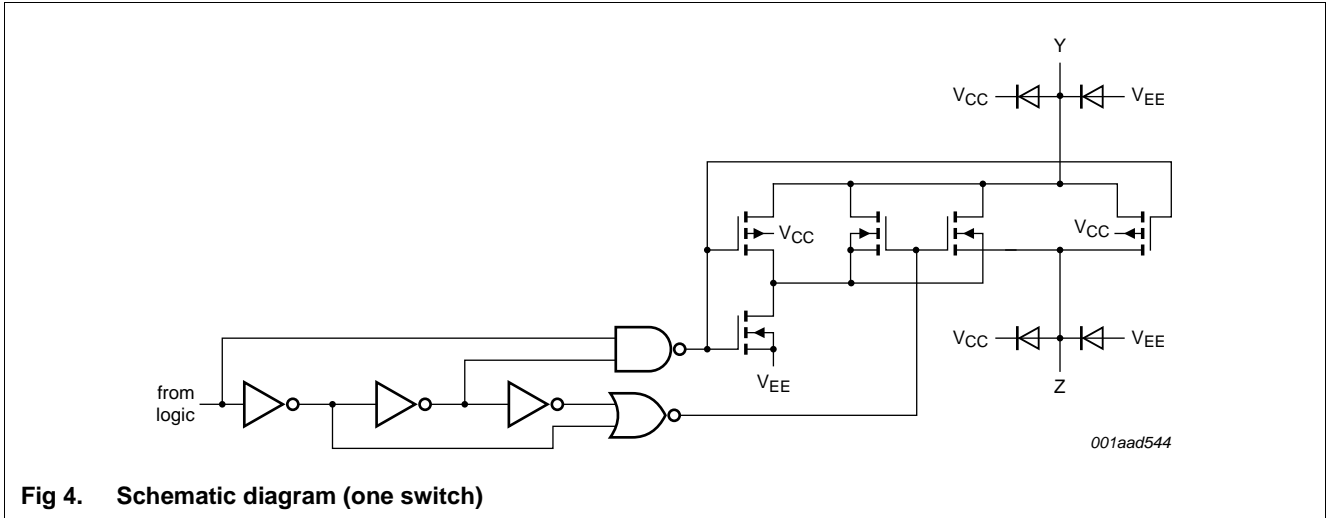 Y
VCC
VEE
VCC
VCC
VCC
VEE
VEE
Z
from
logic
001aad544
Fig 4. Schematic diagram (one switch)